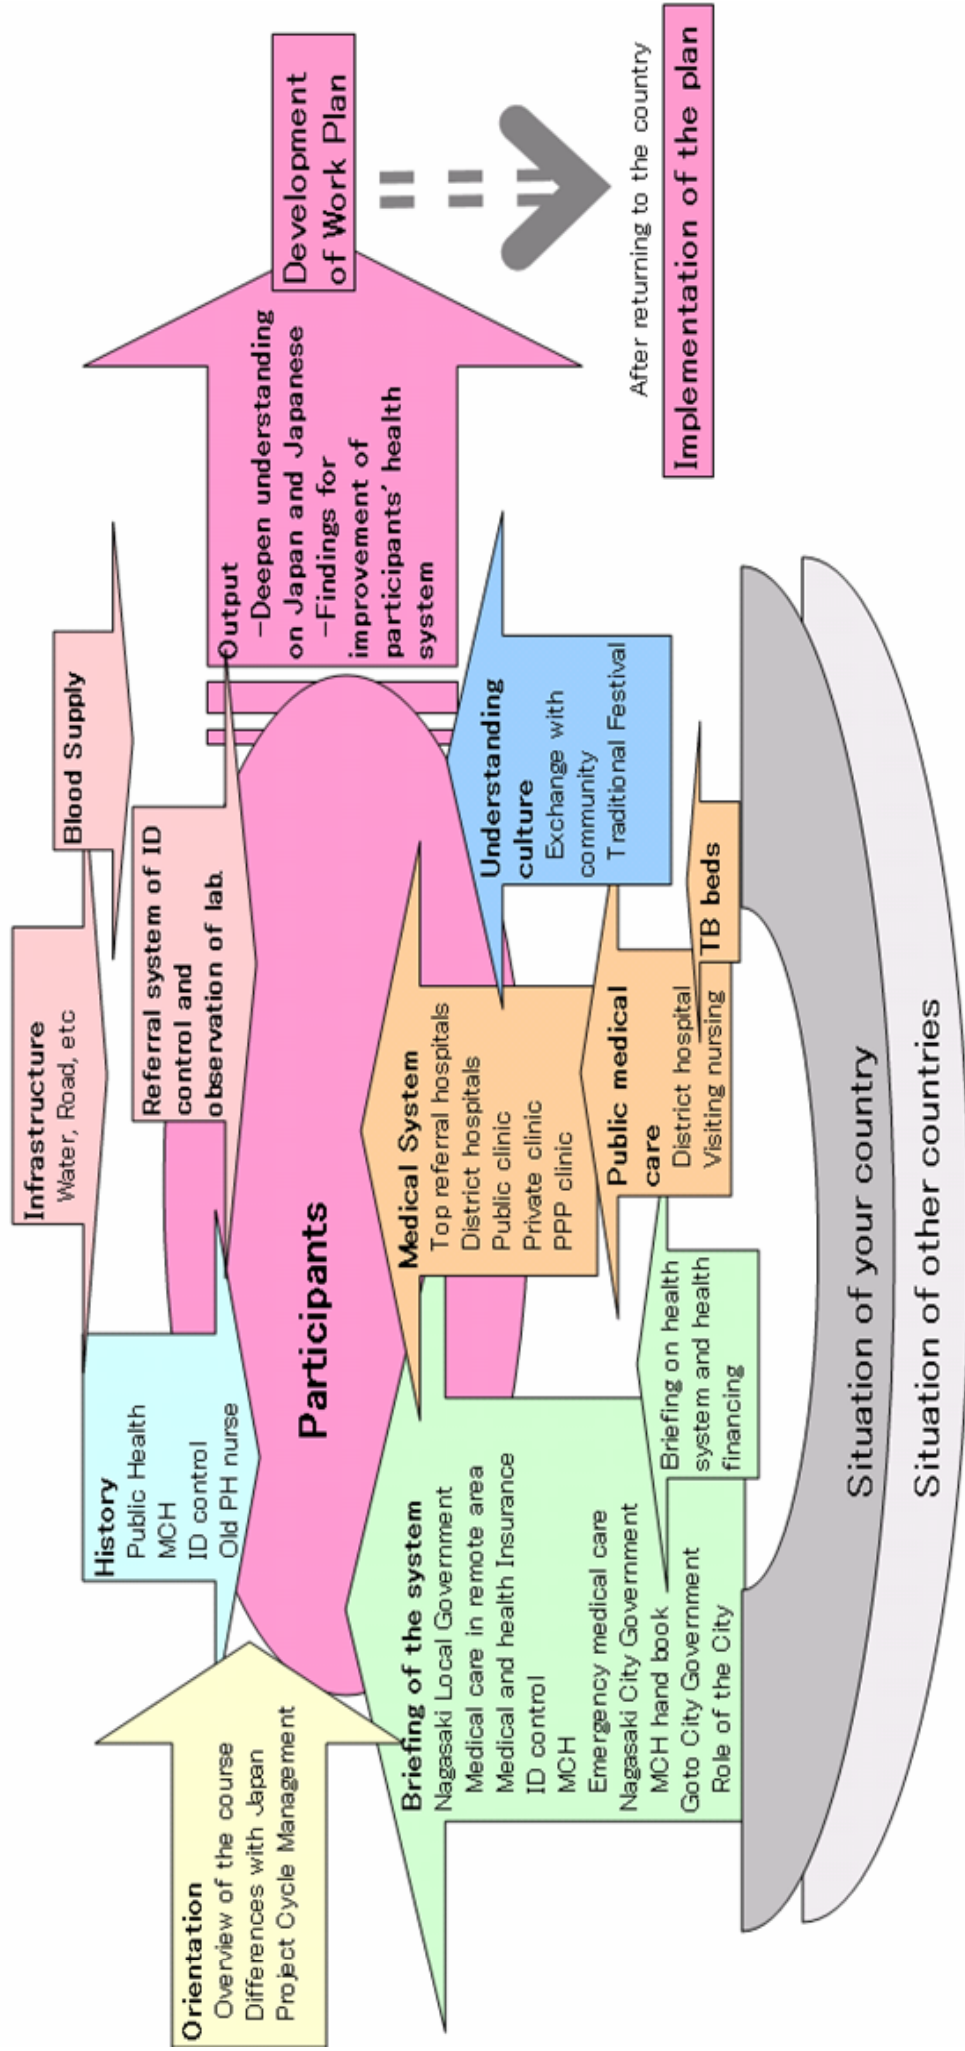 Orientation
Overview of the course
Differences with Japan
Project Cycle Management
History
Public Health
MCH
ID control
Old PH nurse
Infrastructure
Water, Road, etc
Blood Supply
Referral system of ID
control and
observation of lab.
Participants
Briefing of the system
Nagasaki Local Government
Medical care in remote area
Medical and health Insurance
ID control
MCH
Emergency medical care
Nagasaki City Government
MCH hand book
Goto City Government
Role of the City
Briefing on health
system and health
financing
Medical System
Top referral hospitals
District hospitals
Public clinic
Private clinic
PPP clinic
Public medical
care
District hospital
Visiting nursing
TB beds
Understanding
culture
Exchange with
community
Traditional Festival
Output
-Deepen understanding
on Japan and Japanese
-Findings for
improvement of
participants' health
system
Development
of Work Plan
After returning to the country
Implementation of the plan
Situation of your country
Situation of other countries